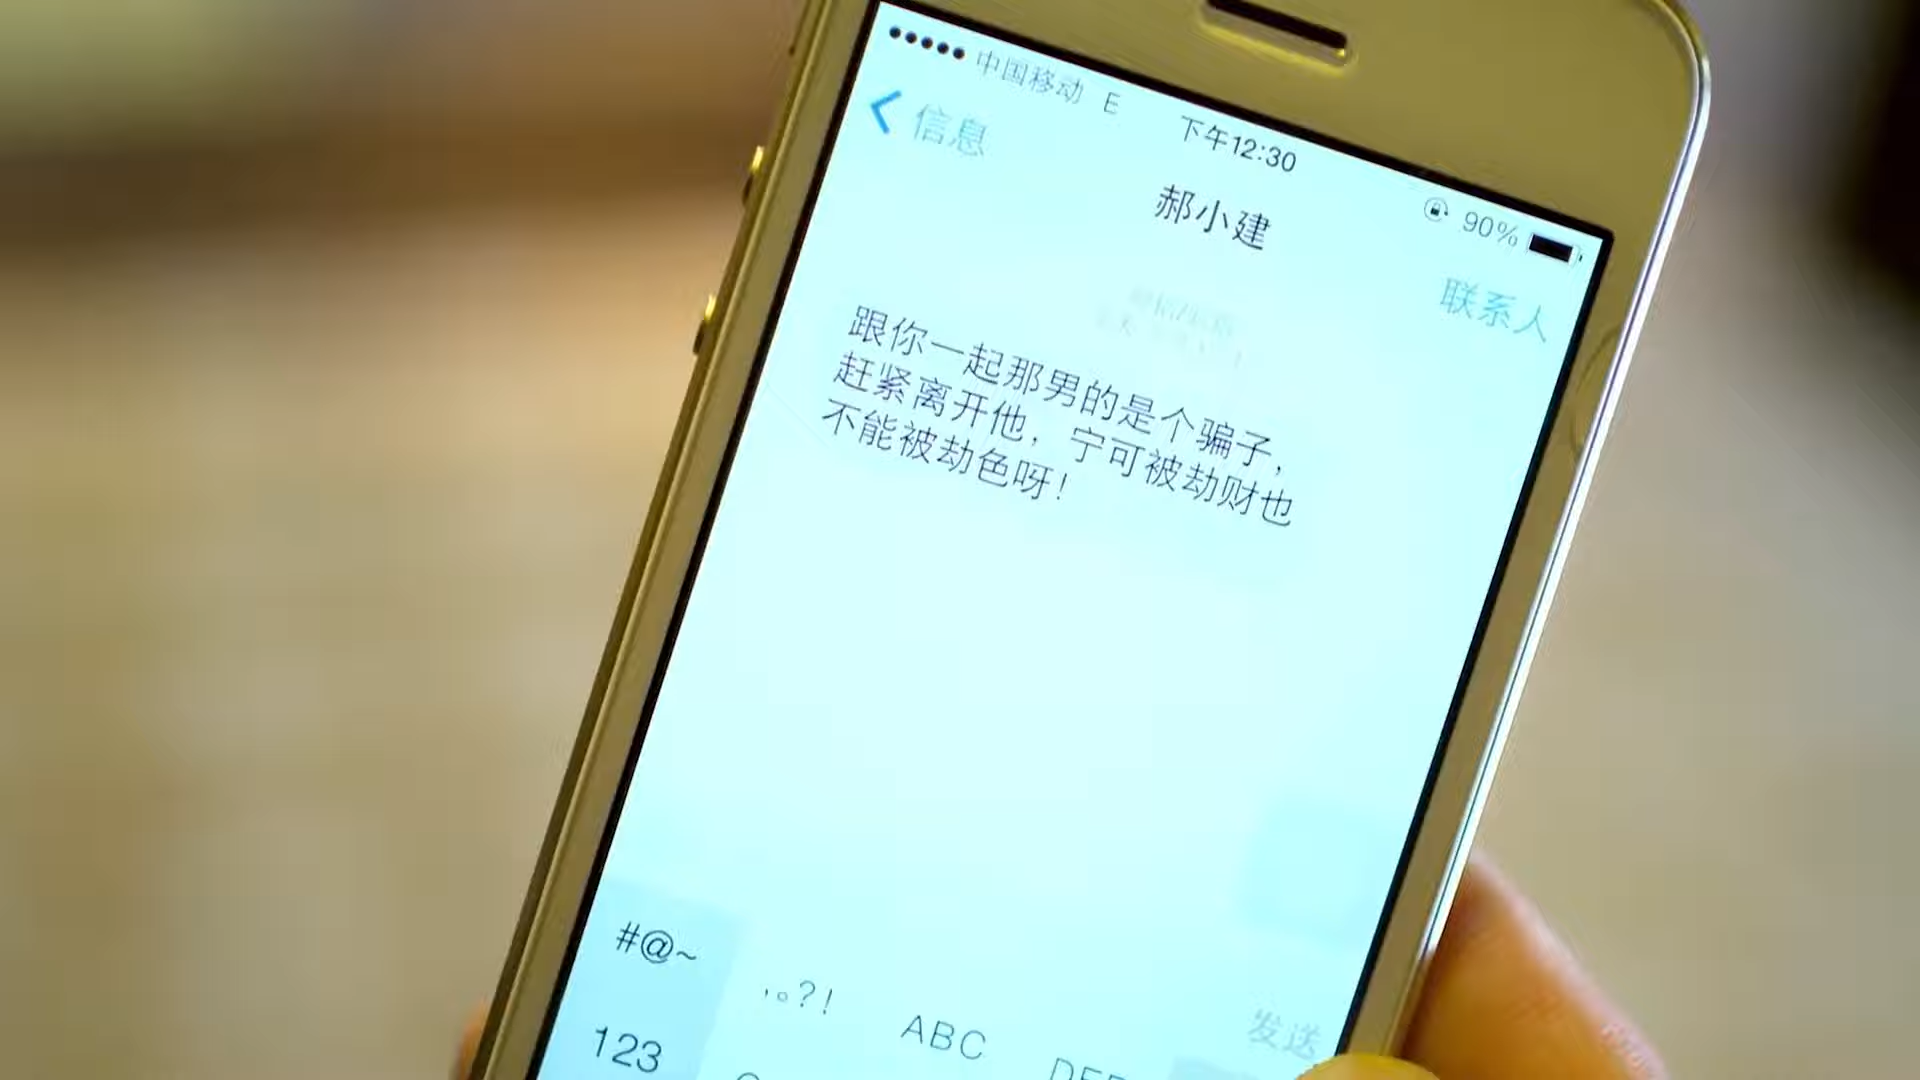 中国移动 E
下午12:30
90%
信息
郝小建
联系人
跟你一起那男的是个骗子,
赶紧离开他, 宁可被劫财也
不能被劫色呀!
发送
#@~
,。?!
ABC
123